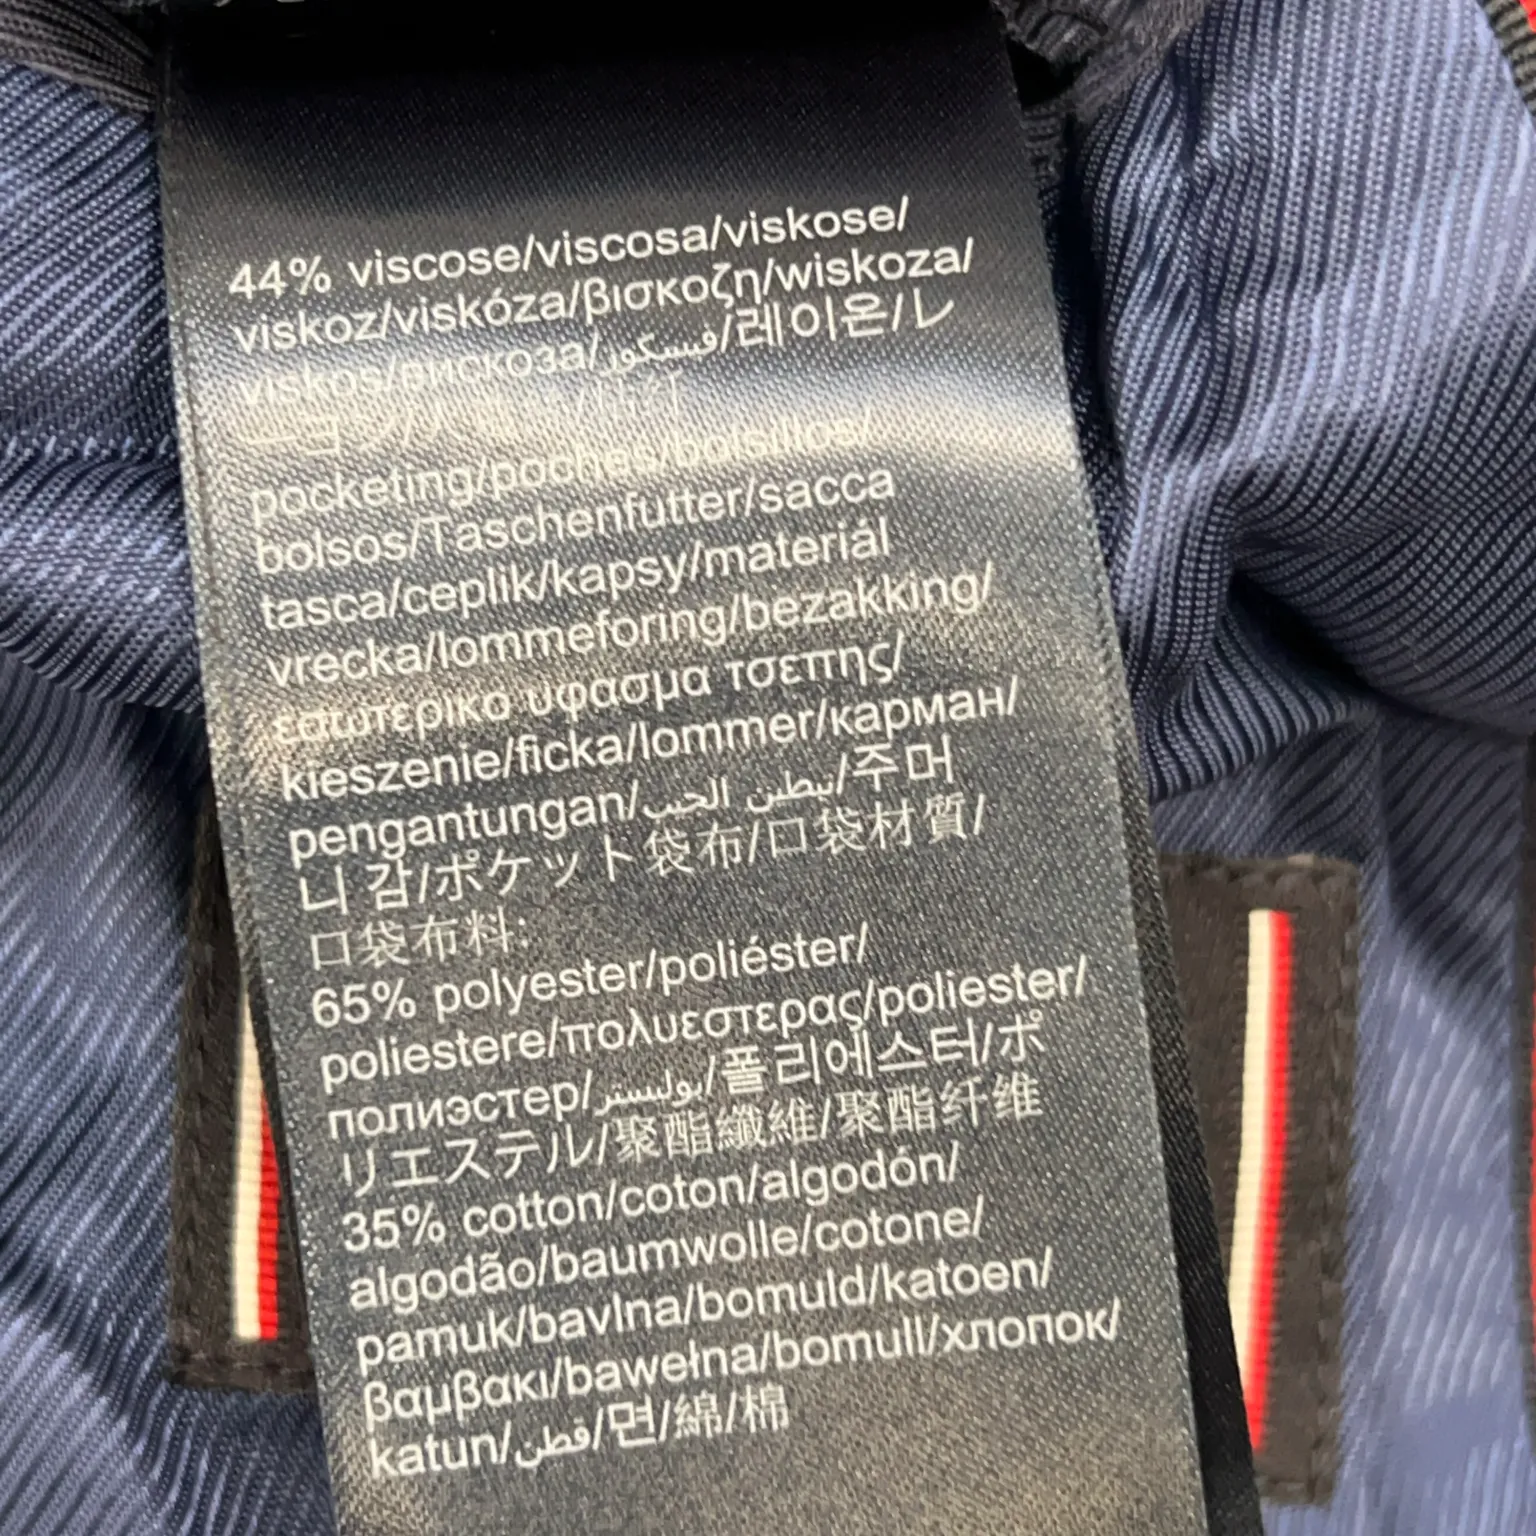 44% viscose/viscosa/viskose/
viskoz/viskóza/βισκοζη/wiskoza/
viskos/вискоза/فيسكوز/레이온/レ
ーヨン/
pocketing/poches/bolsillos/
bolsos/Taschenfutter/sacca
tasca/ceplik/kapsy/materiál
vrecka/lommeforing/bezakking/
εσωτερικο υφασμα τσεπης/
kieszenie/ficka/lommer/карман/
pengantungan/تبطين الجيب/주머
니 감/ポケット袋布/口袋材質/
口袋布料:
65% polyester/poliéster/
poliestere/πολυεστερας/poliester/
полиэстер/بوليستر/폴리에스터/ポ
リエステル/聚酯纖維/聚酯纤维
35% cotton/coton/algodón/
algodão/baumwolle/cotone/
pamuk/bavlna/bomuld/katoen/
βαμβακι/bawełna/bomull/хлопок/
katun/قطن/면/綿/棉